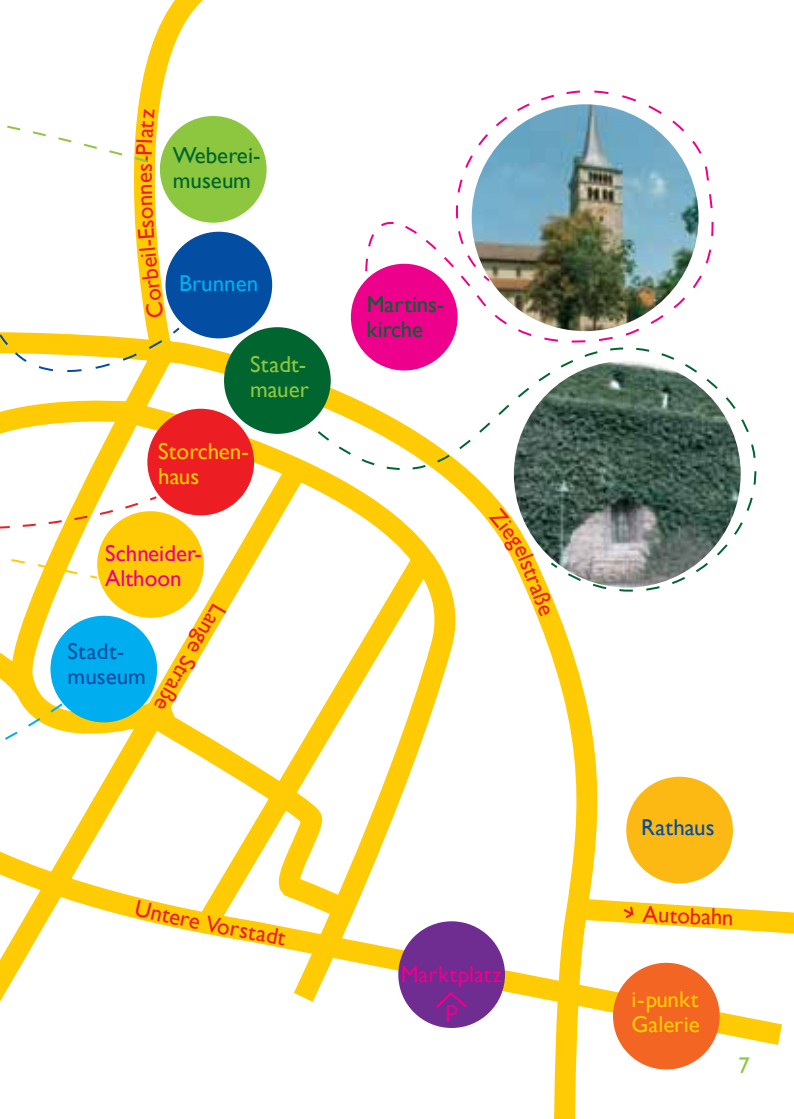 Corbeil-Esonnes-Platz
Weberei-
museum
Brunnen
Martins-
kirche
Stadt-
mauer
Storchen-
haus
Ziegelstraße
Schneider-
Althoon
Lange Straße
Stadt-
museum
Rathaus
Untere Vorstadt
Autobahn
Marktplatz
P
i-punkt
Galerie
7